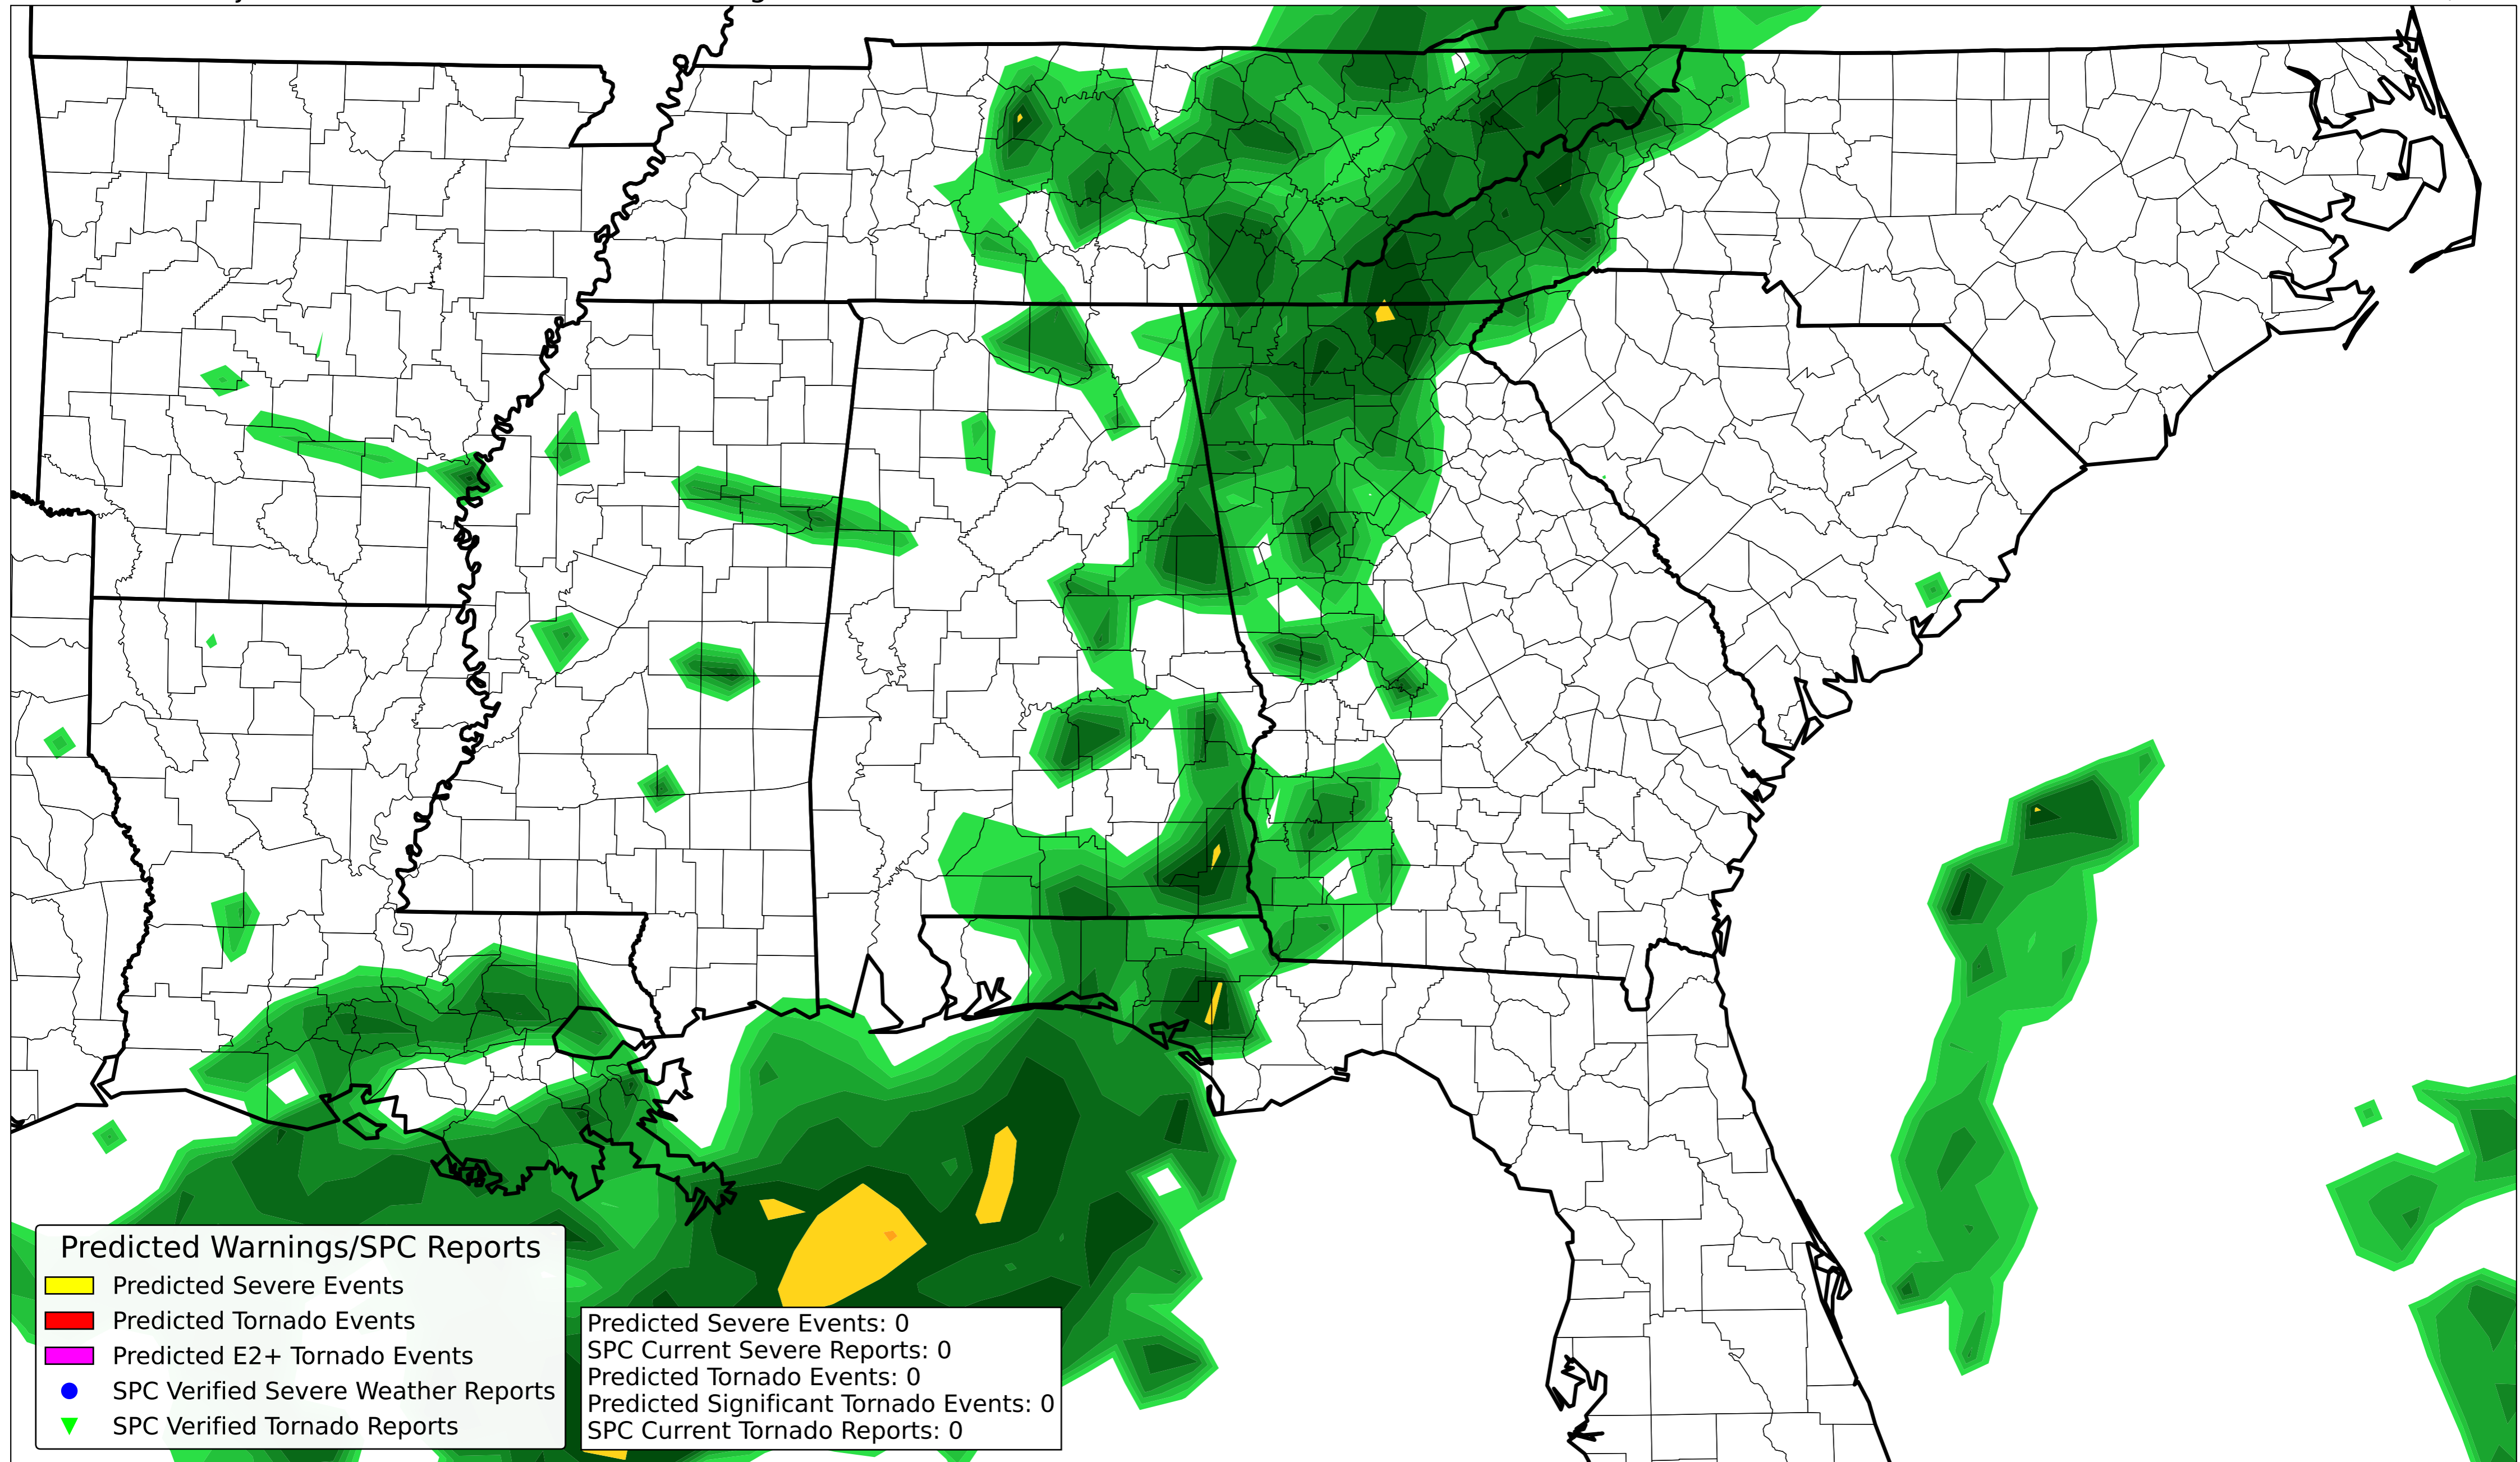 Predicted Warnings/SPC Reports
Predicted Severe Events
Predicted Tornado Events
Predicted E2+ Tornado Events
SPC Verified Severe Weather Reports
SPC Verified Tornado Reports
Predicted Severe Events: 0
SPC Current Severe Reports: 0
Predicted Tornado Events: 0
Predicted Significant Tornado Events: 0
SPC Current Tornado Reports: 0